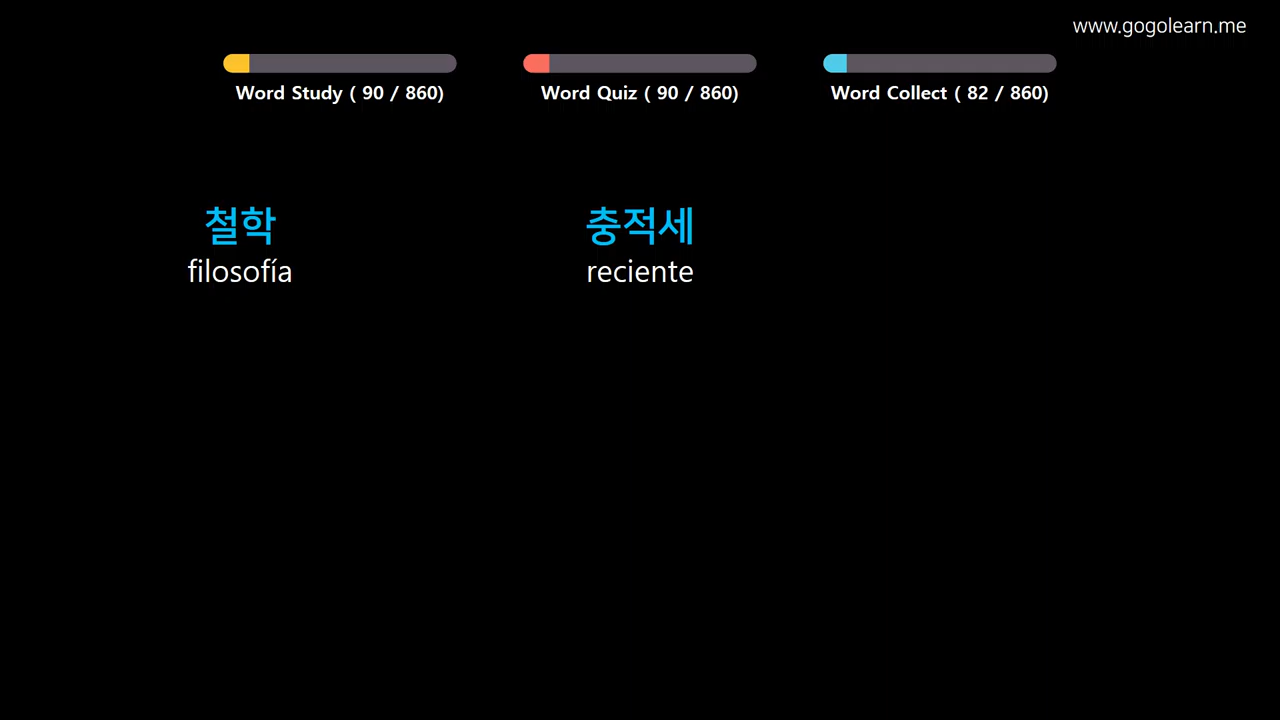 www.gogolearn.me
Word Study ( 90 / 860)
Word Quiz ( 90 / 860)
Word Collect ( 82 / 860)
철학
filosofía
충적세
reciente